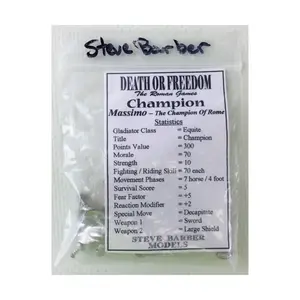 Steve Barber
DEATH OR FREEDOM
The Roman Games
Champion
Massimo – The Champion Of Rome
Statistics
Gladiator Class = Equite
Title = Champion
Points Value = 300
Morale = 70
Strength = 10
Fighting / Riding Skill = 70 each
Movement Phases = 7 horse / 4 foot
Survival Score = 5
Fear Factor = +5
Reaction Modifier = +2
Special Move = Decapitate
Weapon 1 = Sword
Weapon 2 = Large Shield
STEVE BARBER
MODELS